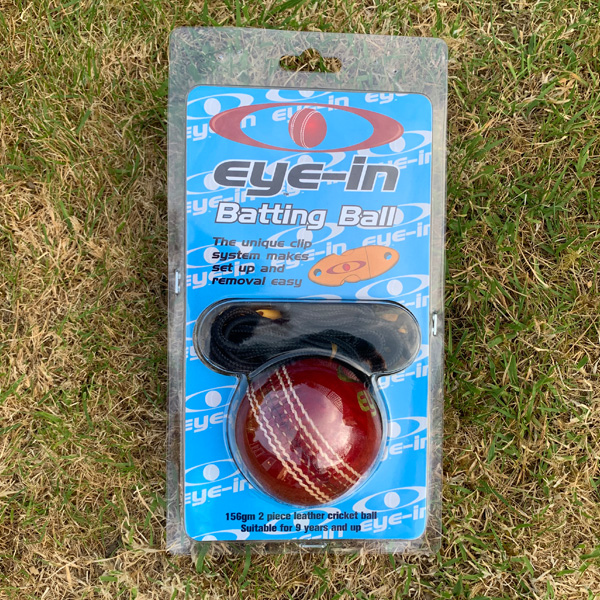 eye-in
Batting Ball
The unique clip
system makes
set up and
removal easy
156gm 2 piece leather cricket ball
Suitable for 9 years and up